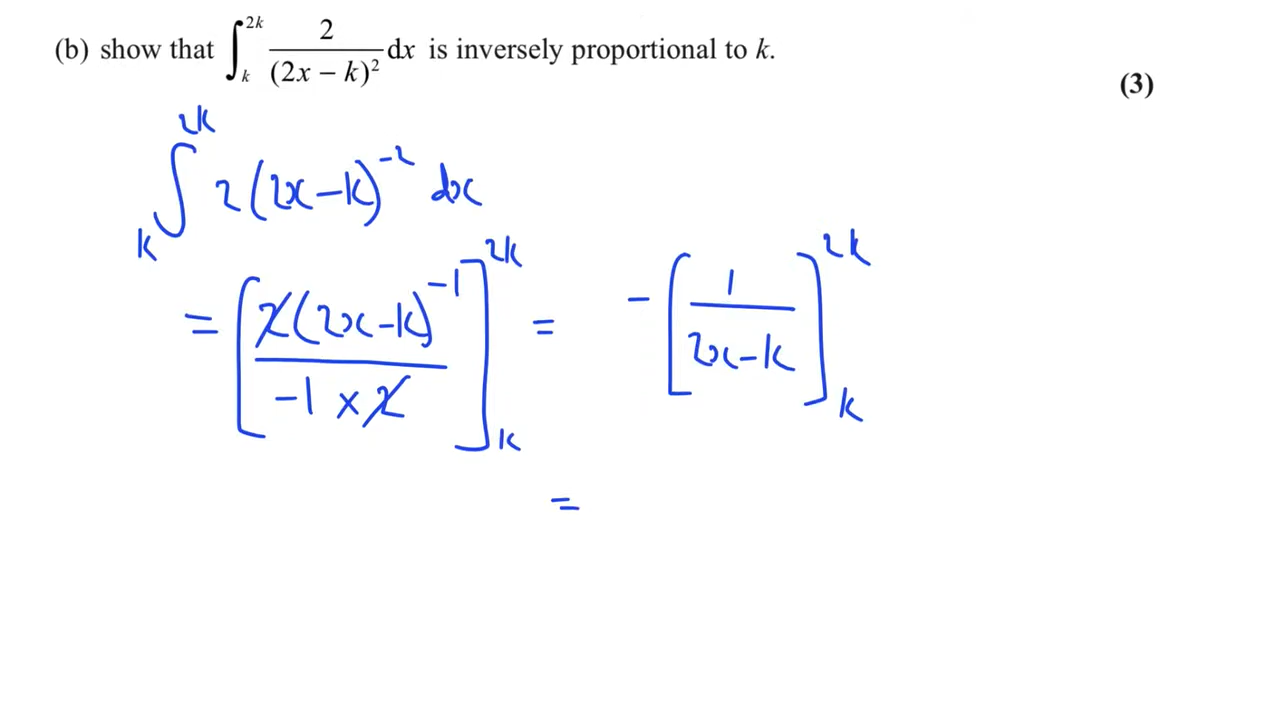 (b) show that ∫_k^{2k} 2/(2x − k)² dx is inversely proportional to k.
(3)
∫_k^{2k} 2(2x−k)^{−2} dx
= [2(2x−k)^{−1}/(−1 × 2)]_k^{2k} = −[1/(2x−k)]_k^{2k}
=